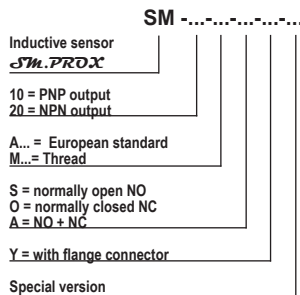 SM -...-...-...-...-...
Inductive sensor
SM.PROX
10 = PNP output
20 = NPN output
A... = European standard
M...= Thread
S = normally open NO
O = normally closed NC
A = NO + NC
Y = with flange connector
Special version